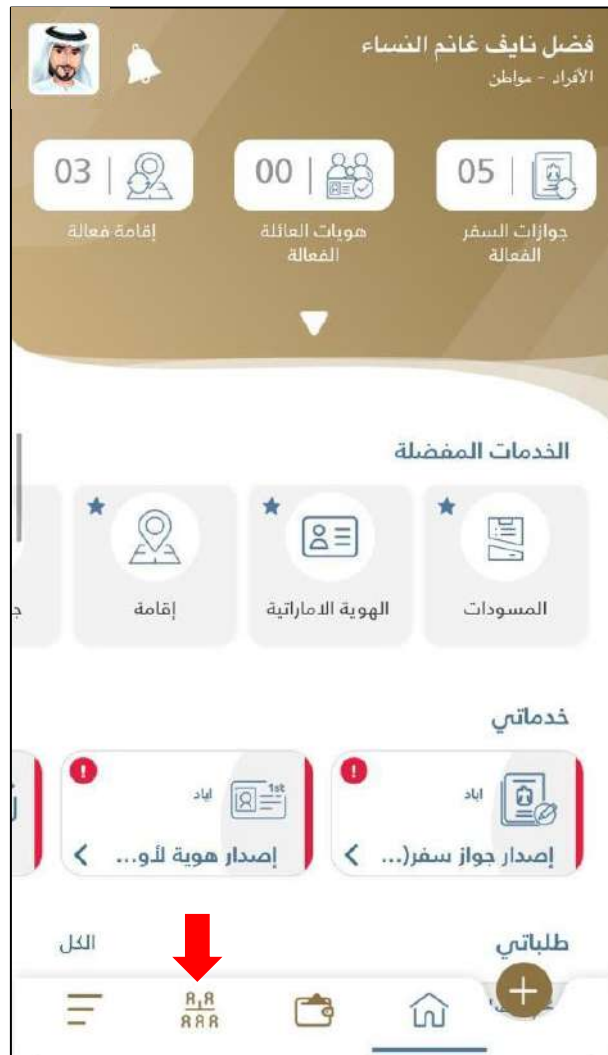 فضل نايف غانم النساء
الأفراد - مواطن
05
00
03
جوازات السفر
الفعالة
هويات العائلة
الفعالة
إقامة فعالة
الخدمات المفضلة
المسودات
الهوية الاماراتية
إقامة
خدماتي
اياد
إصدار جواز سفر(...
1st
اياد
إصدار هوية لأو...
طلباتي
الكل